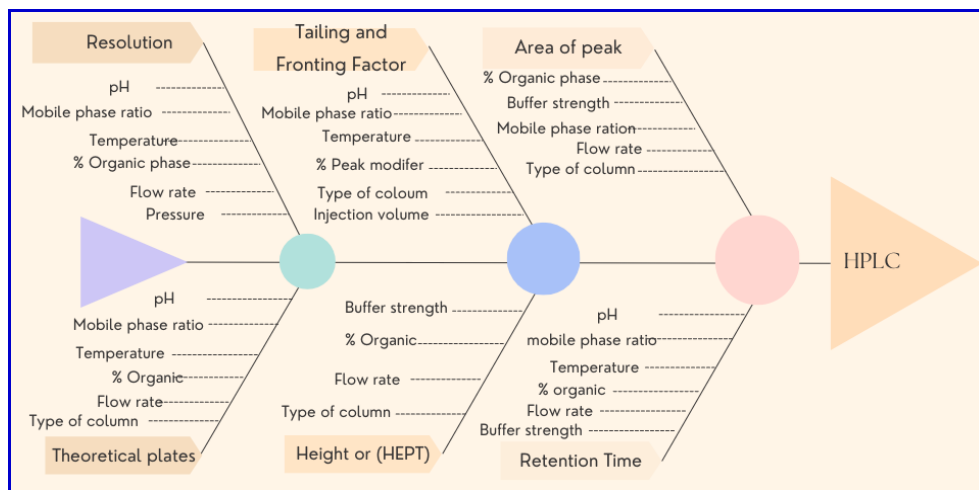 Resolution
pH
Mobile phase ratio
Temperature
% Organic phase
Flow rate
Pressure
Tailing and
Fronting Factor
pH
Mobile phase ratio
Temperature
% Peak modifer
Type of coloum
Injection volume
Area of peak
% Organic phase
Buffer strength
Mobile phase ration
Flow rate
Type of column
HPLC
pH
Mobile phase ratio
Temperature
% Organic
Flow rate
Type of column
Theoretical plates
Buffer strength
% Organic
Flow rate
Type of column
Height or (HEPT)
pH
mobile phase ratio
Temperature
% organic
Flow rate
Buffer strength
Retention Time